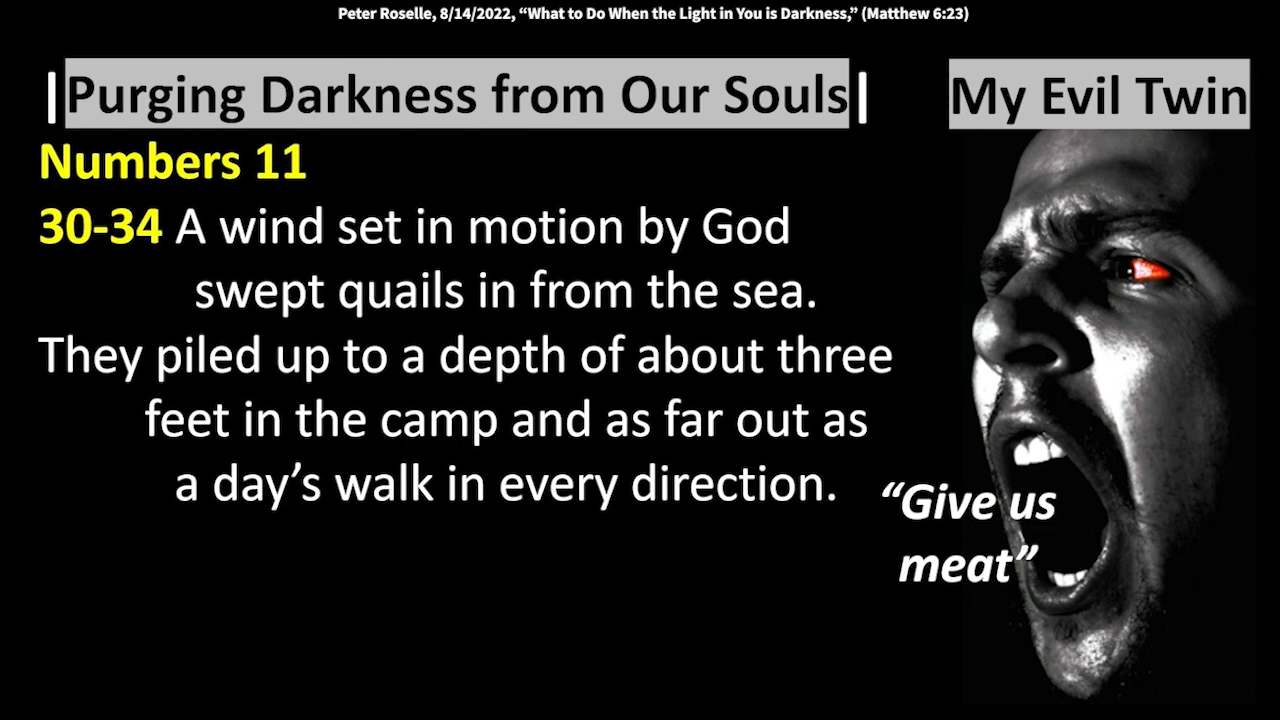 Peter Roselle, 8/14/2022, “What to Do When the Light in You is Darkness,” (Matthew 6:23)
|Purging Darkness from Our Souls|
My Evil Twin
Numbers 11
30-34 A wind set in motion by God
swept quails in from the sea.
They piled up to a depth of about three
feet in the camp and as far out as
a day’s walk in every direction.
“Give us
meat”